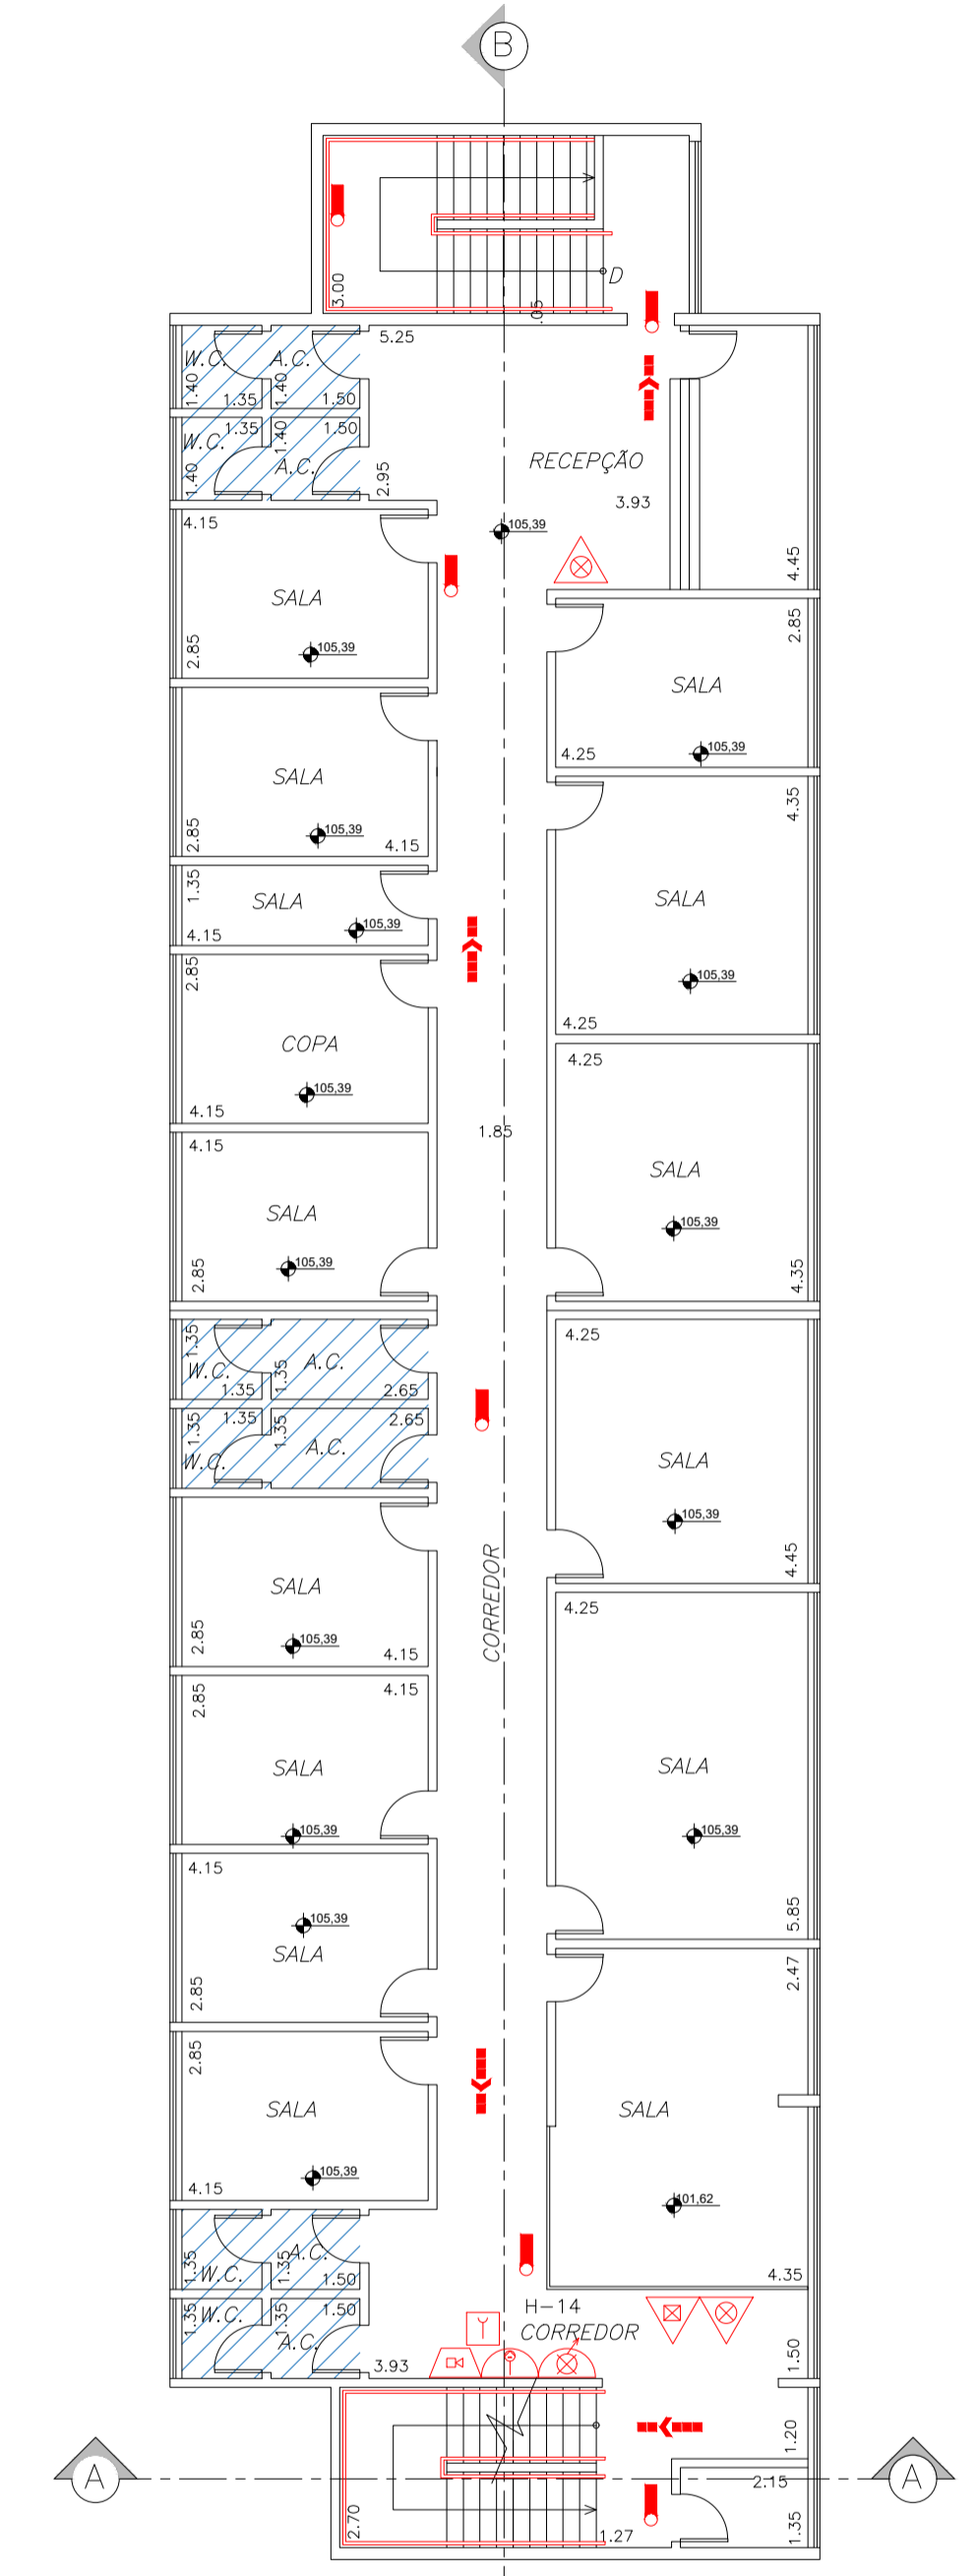 B
3.00
D
.05
5.25
W.C.
A.C.
1.40
1.40
1.35
1.50
W.C.
1.35
1.40
1.50
A.C.
1.40
2.95
RECEPÇÃO
3.93
105,39
4.45
4.15
SALA
105,39
2.85
2.85
SALA
4.25
105,39
SALA
105,39
2.85
4.15
4.35
SALA
105,39
4.25
1.35
SALA
4.15
105,39
2.85
COPA
105,39
4.15
4.25
1.85
4.15
SALA
105,39
2.85
SALA
105,39
4.35
1.35
W.C.
A.C.
1.35
1.35
2.65
1.35
1.35
1.35
2.65
W.C.
A.C.
4.25
SALA
105,39
4.45
CORREDOR
SALA
105,39
2.85
4.15
4.25
2.85
4.15
SALA
105,39
SALA
105,39
5.85
4.15
105,39
SALA
2.85
2.47
2.85
SALA
105,39
4.15
SALA
101,62
4.35
A.C.
1.35
W.C.
1.35
1.50
W.C.
1.35
1.35
1.50
A.C.
3.93
H-14
CORREDOR
1.50
1.20
A
A
2.15
2.70
1.27
1.35